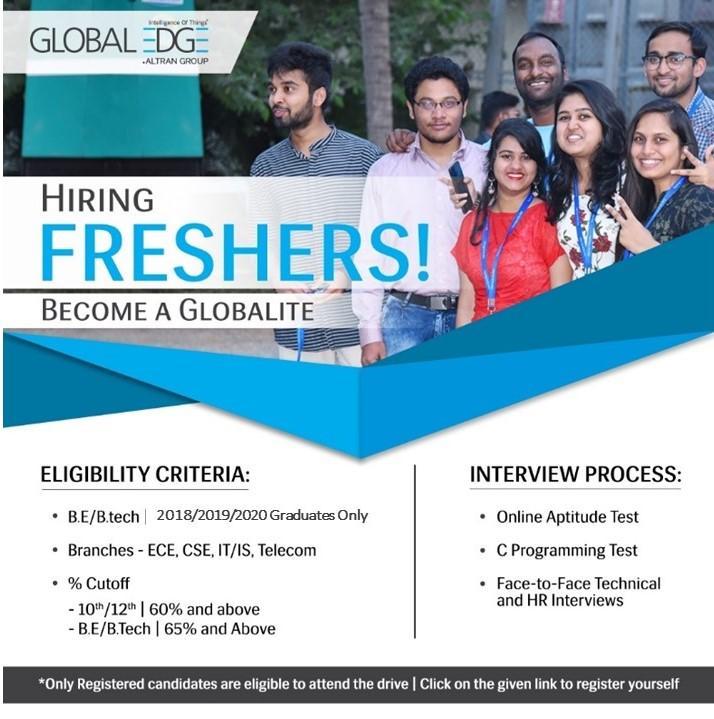 Intelligence Of Things
GLOBAL EDGE
ALTRAN GROUP
HIRING
FRESHERS!
BECOME A GLOBALITE
ELIGIBILITY CRITERIA:
• B.E/B.tech | 2018/2019/2020 Graduates Only
• Branches - ECE, CSE, IT/IS, Telecom
• % Cutoff
- 10th/12th | 60% and above
- B.E/B.Tech | 65% and Above
INTERVIEW PROCESS:
• Online Aptitude Test
• C Programming Test
• Face-to-Face Technical
and HR Interviews
*Only Registered candidates are eligible to attend the drive | Click on the given link to register yourself